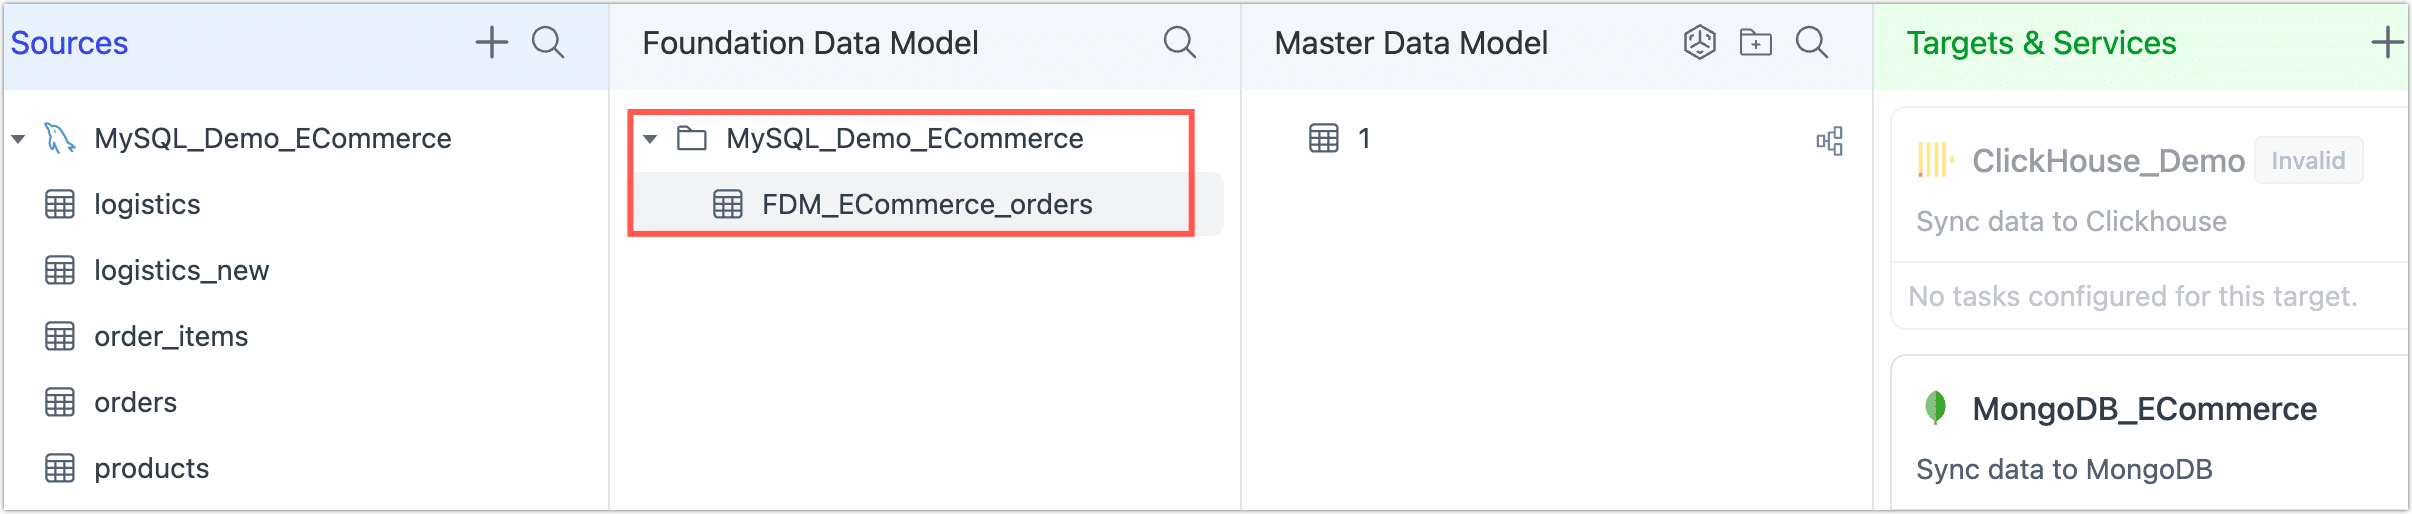 Sources
MySQL_Demo_ECommerce
logistics
logistics_new
order_items
orders
products
Foundation Data Model
MySQL_Demo_ECommerce
FDM_ECommerce_orders
Master Data Model
1
Targets & Services
ClickHouse_Demo Invalid
Sync data to Clickhouse
No tasks configured for this target.
MongoDB_ECommerce
Sync data to MongoDB